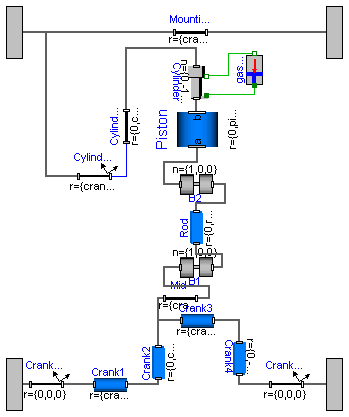 Mounti...
r={cra...
Cylinder
n={0,-1,...
gas...
Cylind...
r={0,c...
Piston
b
a
r={0,pi...
Cylind...
r={cran...
n={1,0,0}
B2
Rod
r={0,r...
n={1,0,0}
B1
Mid
r={cra...
Crank3
r={cra...
Crank2
r={0,c...
Crank4
r={0,-...
Crank...
r={0,0,0}
Crank1
r={cra...
Crank...
r={0,0,0}